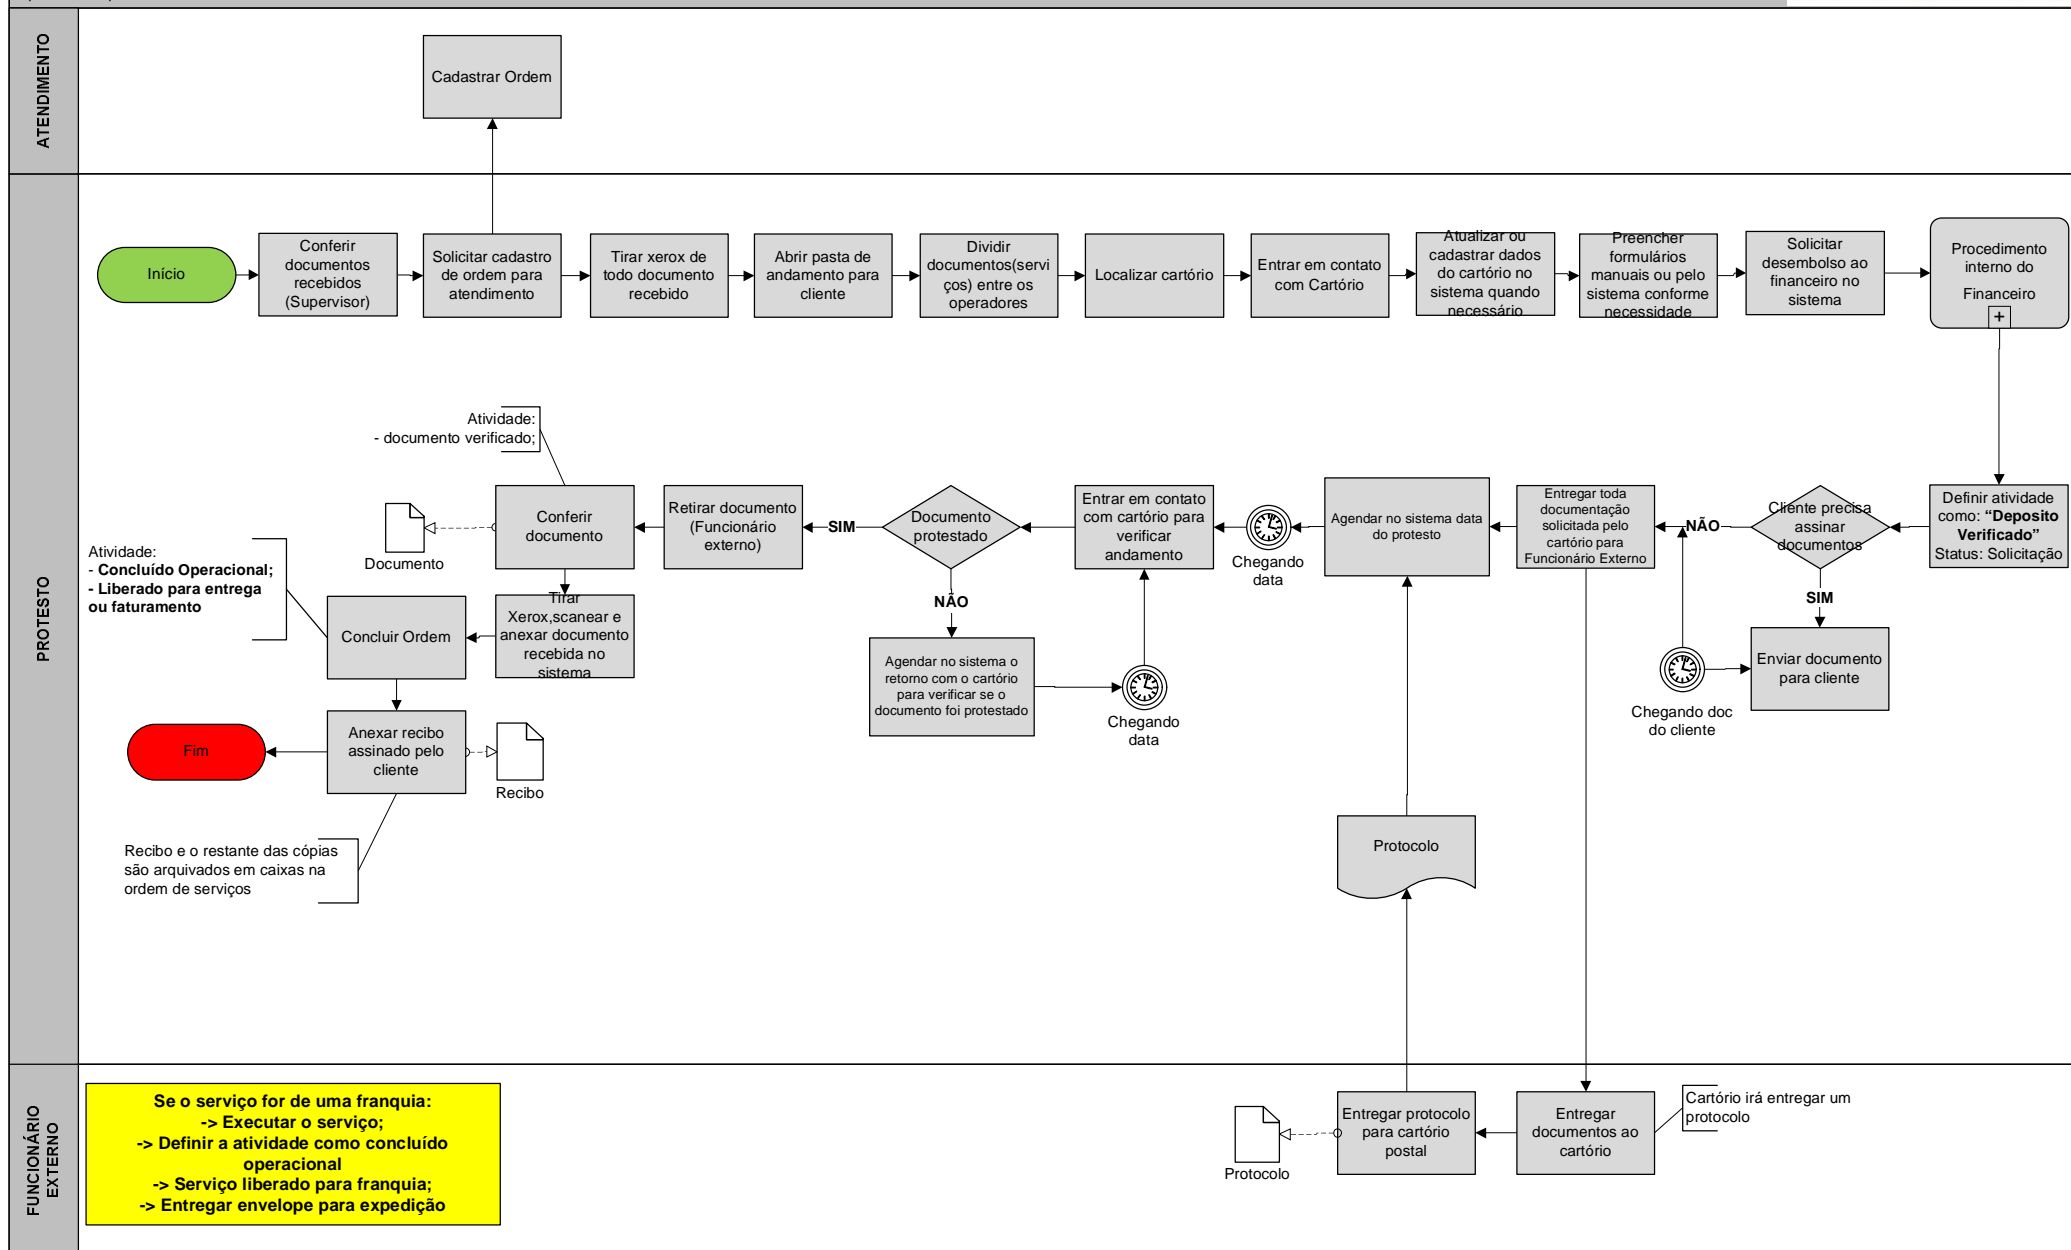 ATENDIMENTO
Cadastrar Ordem
PROTESTO
Início
Conferir
documentos
recebidos
(Supervisor)
Solicitar cadastro
de ordem para
atendimento
Tirar xerox de
todo documento
recebido
Abrir pasta de
andamento para
cliente
Dividir
documentos(servi
ços) entre os
operadores
Localizar cartório
Entrar em contato
com Cartório
Atualizar ou
cadastrar dados
do cartório no
sistema quando
necessário
Preencher
formulários
manuais ou pelo
sistema conforme
necessidade
Solicitar
desembolso ao
financeiro no
sistema
Procedimento
interno do
Financeiro
+
Definir atividade
como: “Deposito
Verificado”
Status: Solicitação
Cliente precisa
assinar
documentos
NÃO
SIM
Enviar documento
para cliente
Chegando doc
do cliente
Entregar toda
documentação
solicitada pelo
cartório para
Funcionário Externo
Agendar no sistema data
do protesto
Chegando
data
Entrar em contato
com cartório para
verificar
andamento
Documento
protestado
SIM
NÃO
Agendar no sistema o
retorno com o cartório
para verificar se o
documento foi protestado
Chegando
data
Retirar documento
(Funcionário
externo)
Atividade:
- documento verificado;
Conferir
documento
Documento
Tirar
Xerox,scanear e
anexar documento
recebida no
sistema
Atividade:
- Concluído Operacional;
- Liberado para entrega
ou faturamento
Concluir Ordem
Anexar recibo
assinado pelo
cliente
Recibo
Fim
Recibo e o restante das cópias
são arquivados em caixas na
ordem de serviços
Protocolo
FUNCIONÁRIO
EXTERNO
Se o serviço for de uma franquia:
-> Executar o serviço;
-> Definir a atividade como concluído
operacional
-> Serviço liberado para franquia;
-> Entregar envelope para expedição
Protocolo
Entregar protocolo
para cartório
postal
Entregar
documentos ao
cartório
Cartório irá entregar um
protocolo